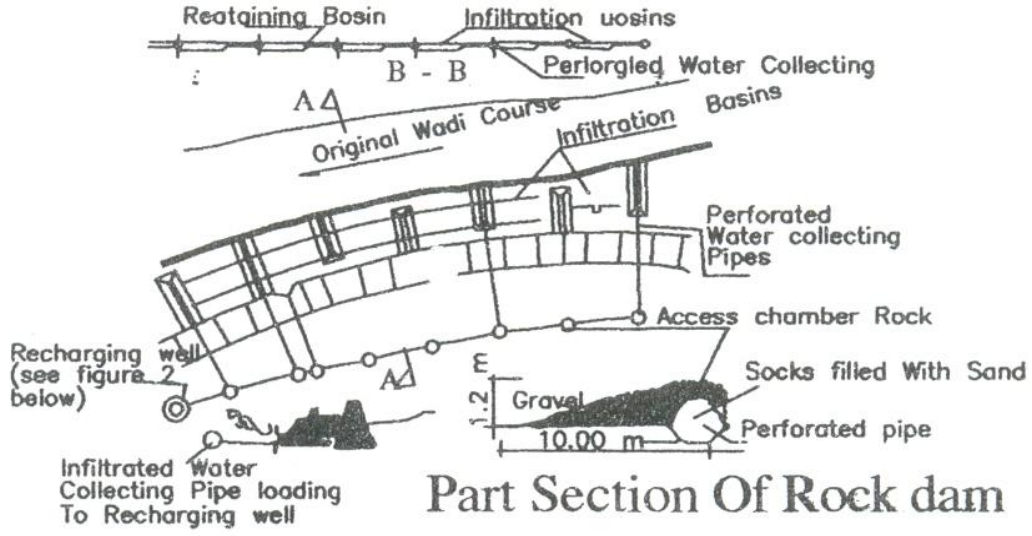 Reataining Bosin
Infiltration uosins
B - B
Perlorgled Water Collecting
A
Original Wadi Course
Infiltration Basins
Perforated
Water collecting
Pipes
Access chamber Rock
Recharging well
(see figure 2
below)
A
m
1.2
Gravel
10.00 m
Socks filled With Sand
Perforated pipe
Infiltrated Water
Collecting Pipe loading
To Recharging well
Part Section Of Rock dam